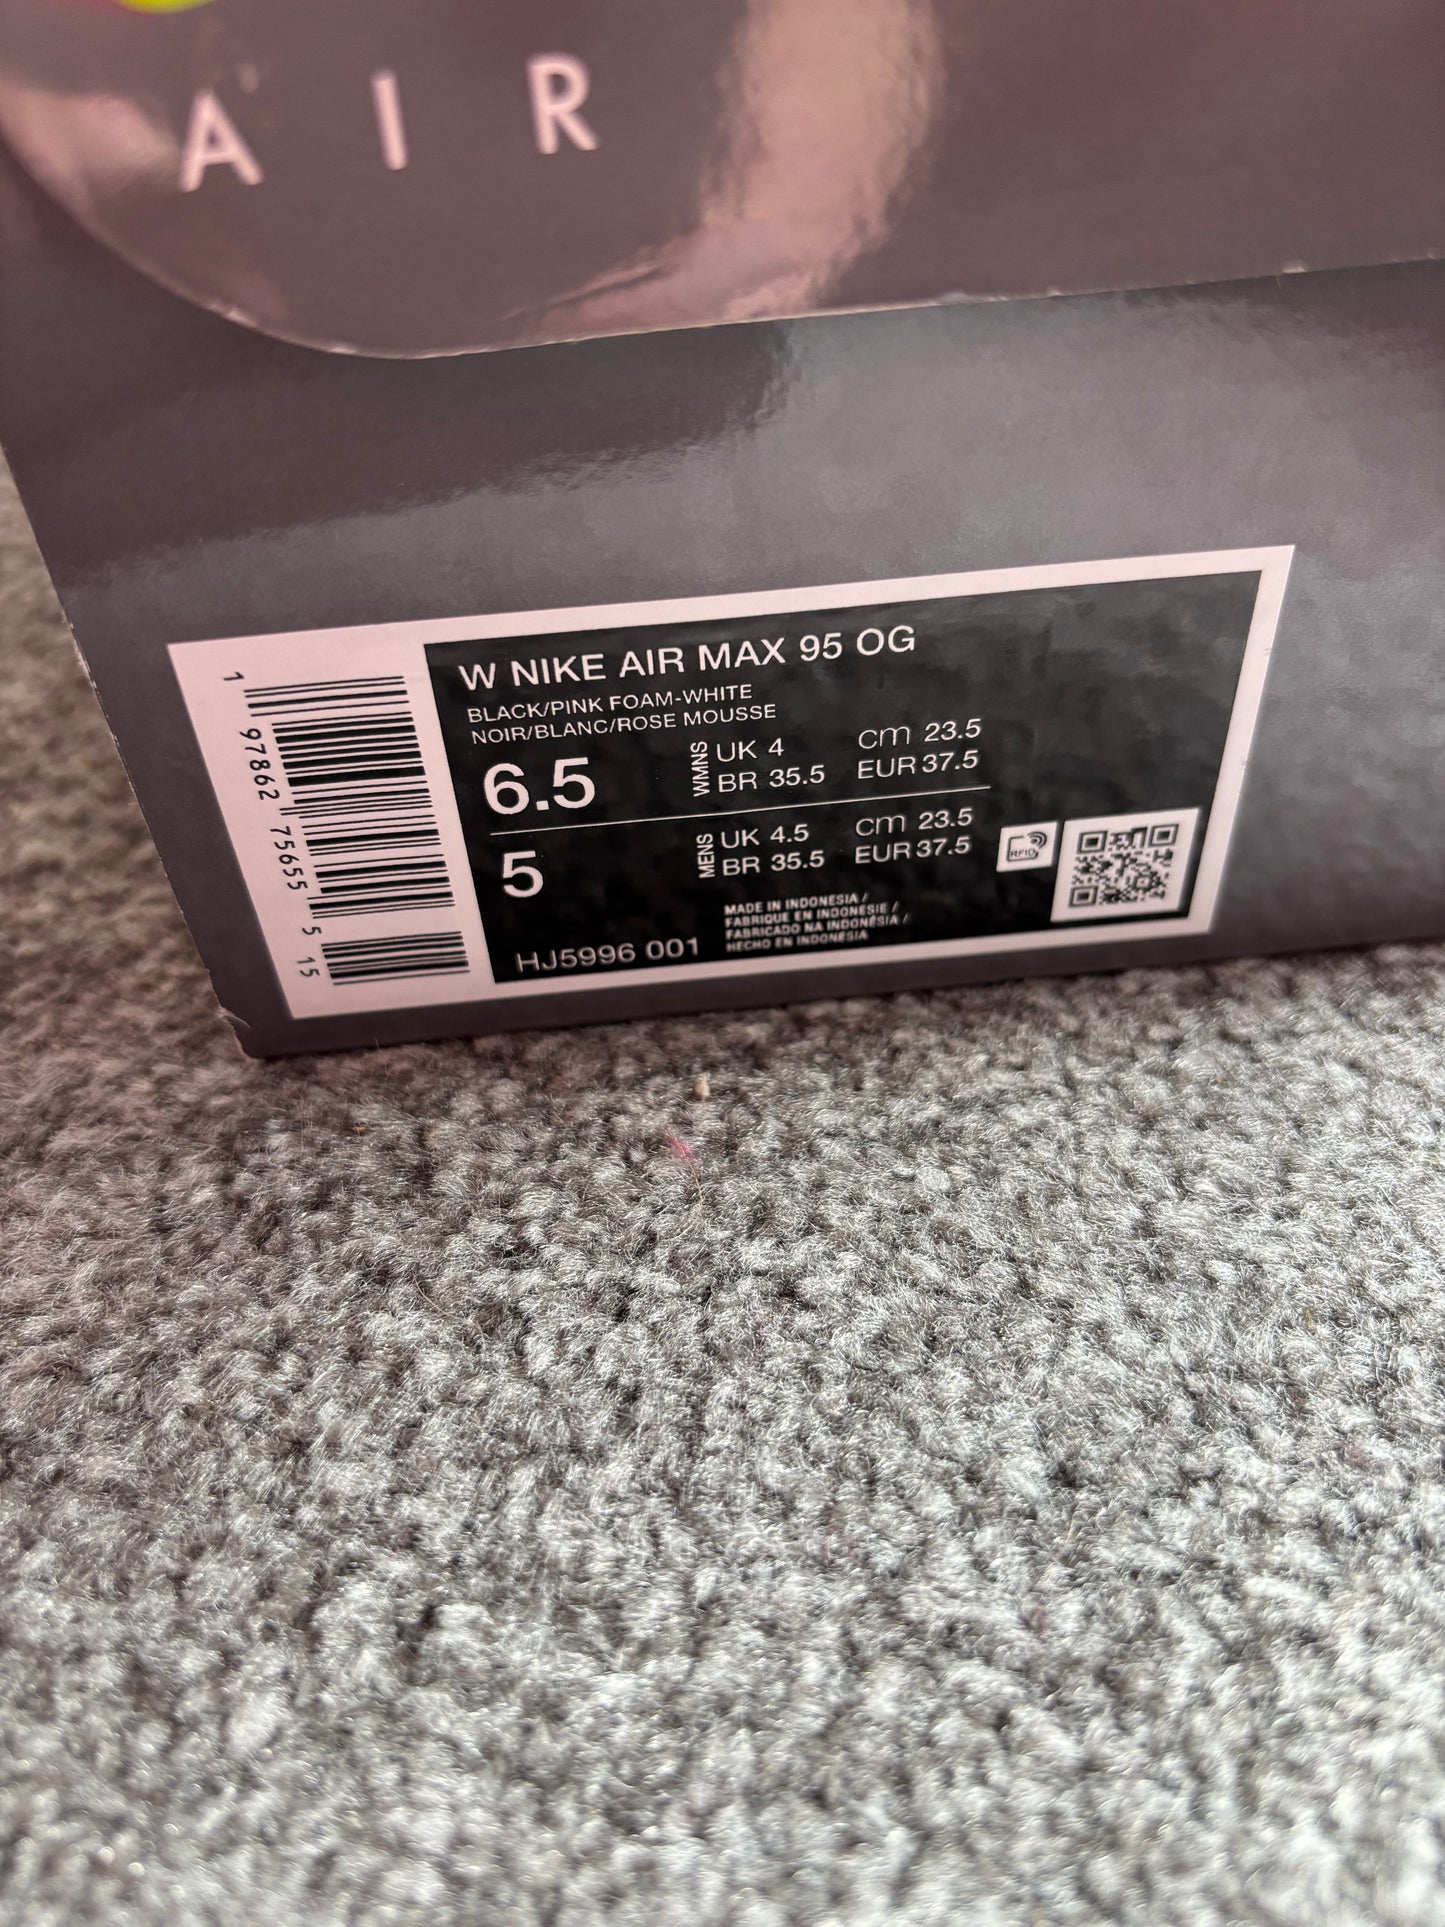 AIR
W NIKE AIR MAX 95 OG
BLACK/PINK FOAM-WHITE
NOIR/BLANC/ROSE MOUSSE
6.5 WMNS UK 4 cm 23.5
BR 35.5 EUR 37.5
5 MENS UK 4.5 cm 23.5
BR 35.5 EUR 37.5
RFID
MADE IN INDONESIA /
FABRIQUE EN INDONESIE /
FABRICADO NA INDONÉSIA /
HECHO EN INDONESIA
HJ5996 001
1 97862 75655 5 15